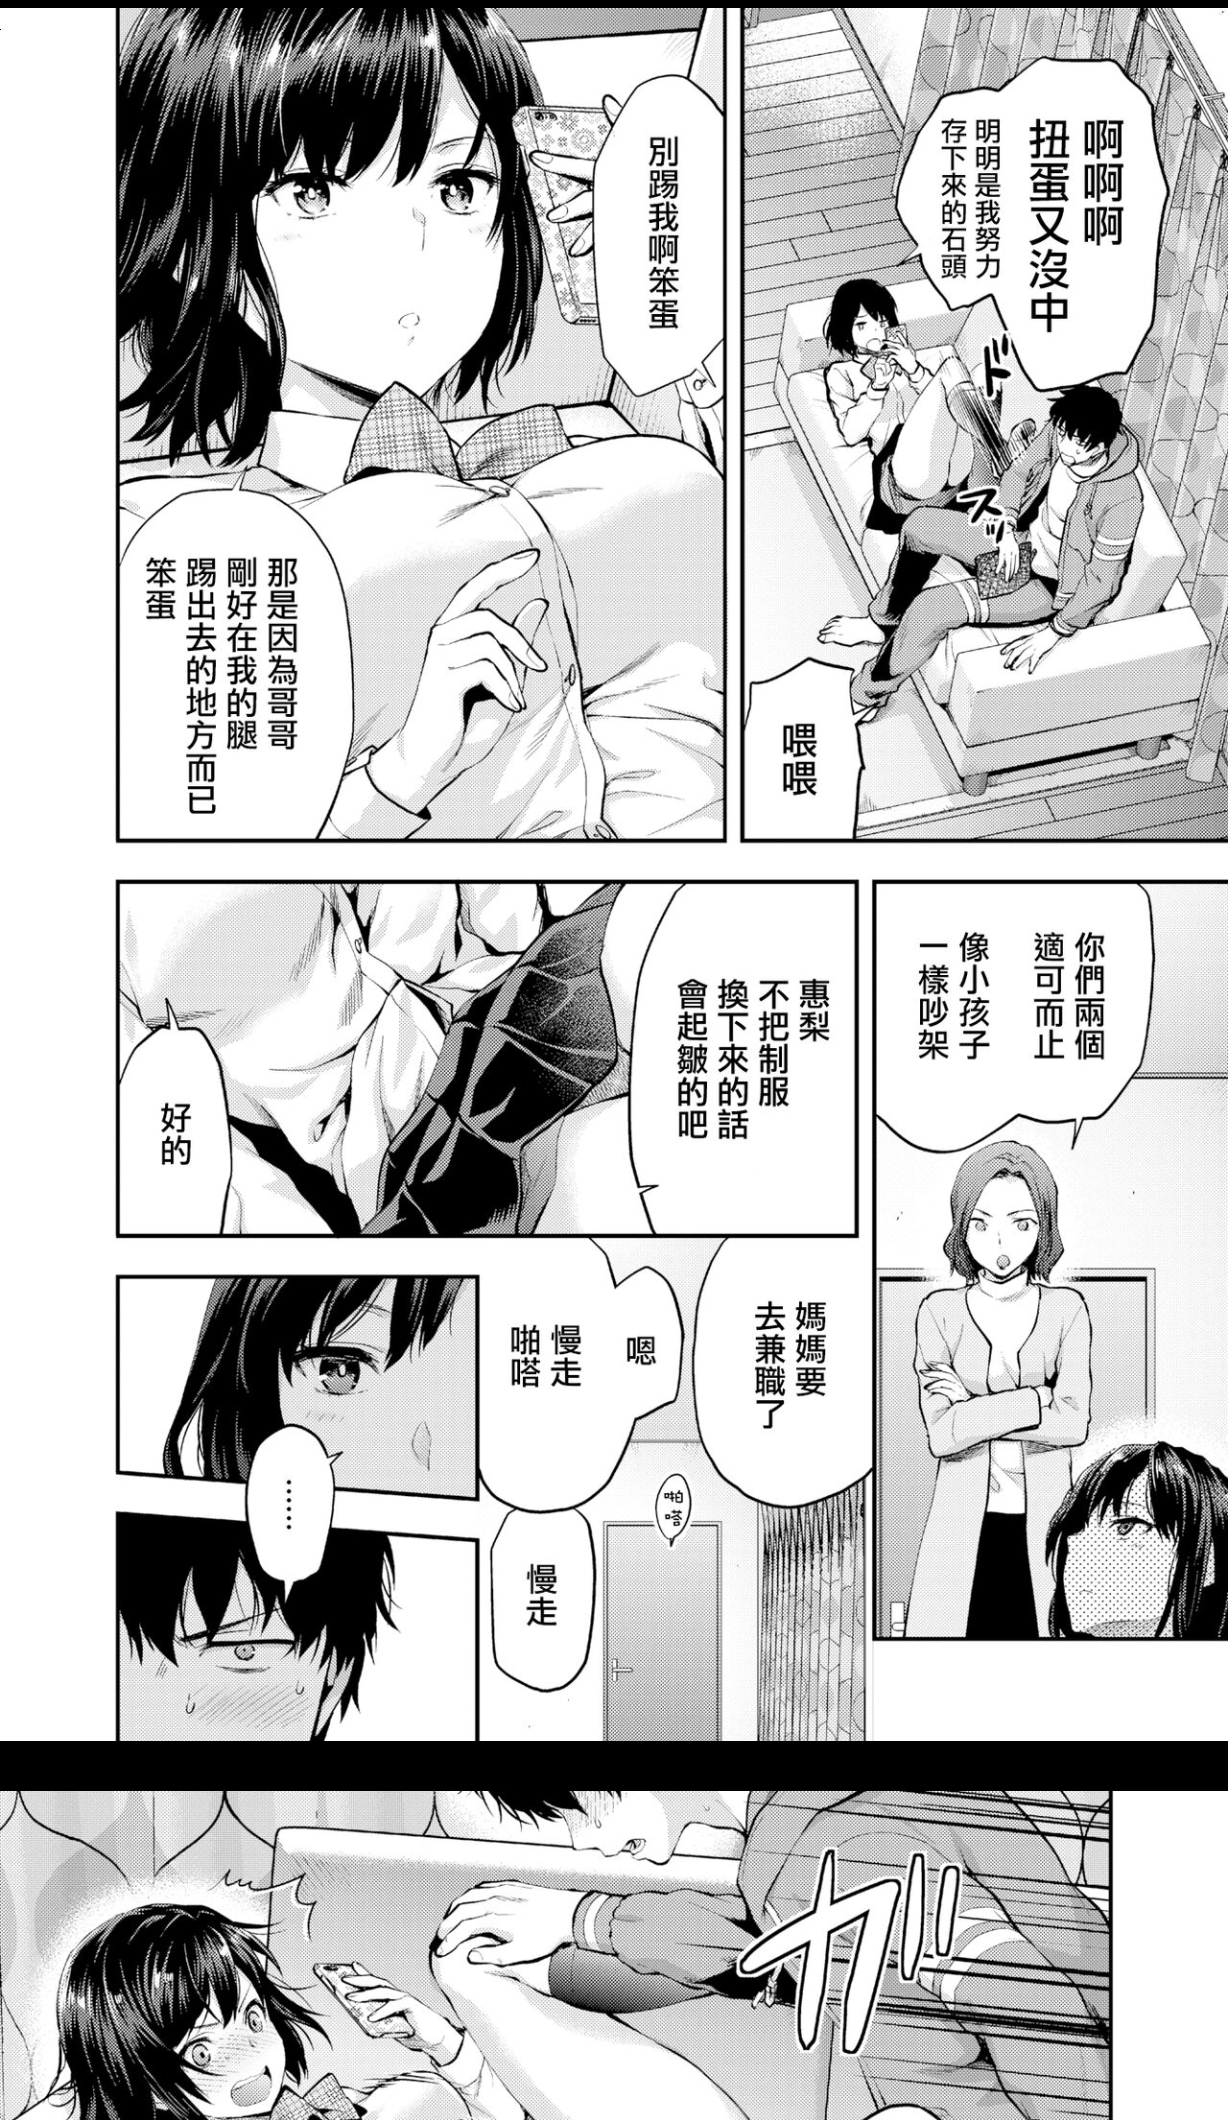 啊啊啊
扭蛋又沒中
明明是我努力
存下來的石頭
ドス
喂喂
別踢我啊笨蛋
那是因為哥哥
剛好在我的腿
踢出去的地方而已
笨蛋
你們兩個
適可而止
像小孩子
一樣吵架
惠梨
不把制服
換下來的話
會起皺的吧
好的
媽媽要
去兼職了
嗯
慢走
啪嗒
啪嗒
慢走
……
ガバ